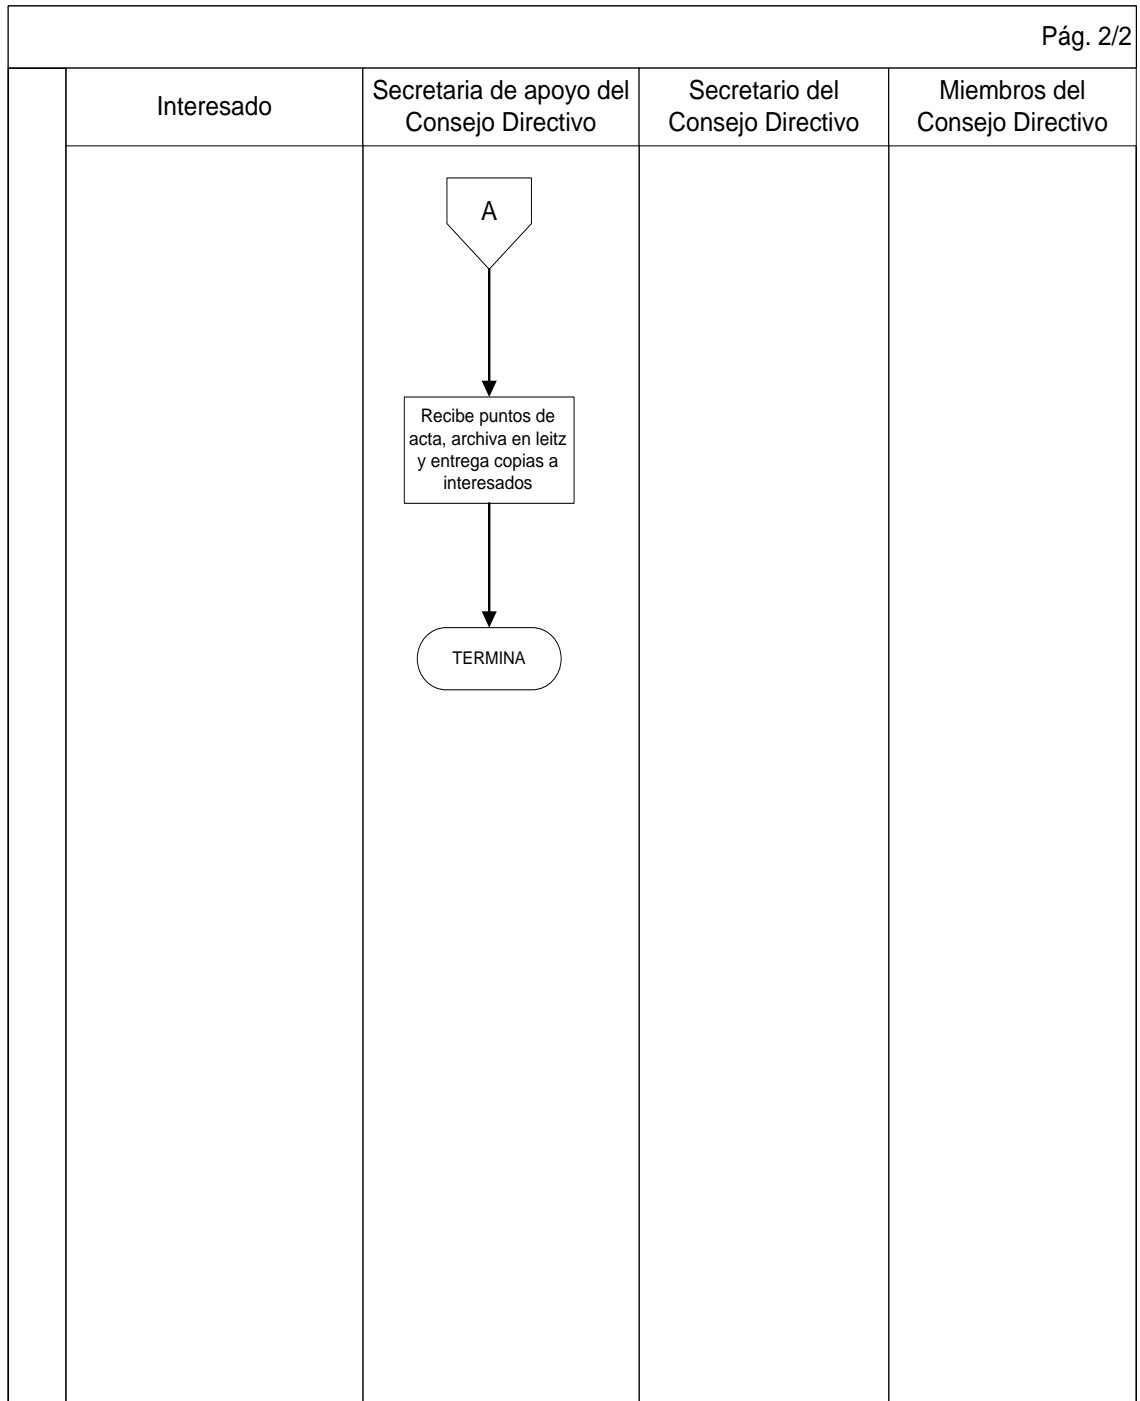 Pág. 2/2
Interesado
Secretaria de apoyo del
Consejo Directivo
Secretario del
Consejo Directivo
Miembros del
Consejo Directivo
A
Recibe puntos de
acta, archiva en leitz
y entrega copias a
interesados
TERMINA